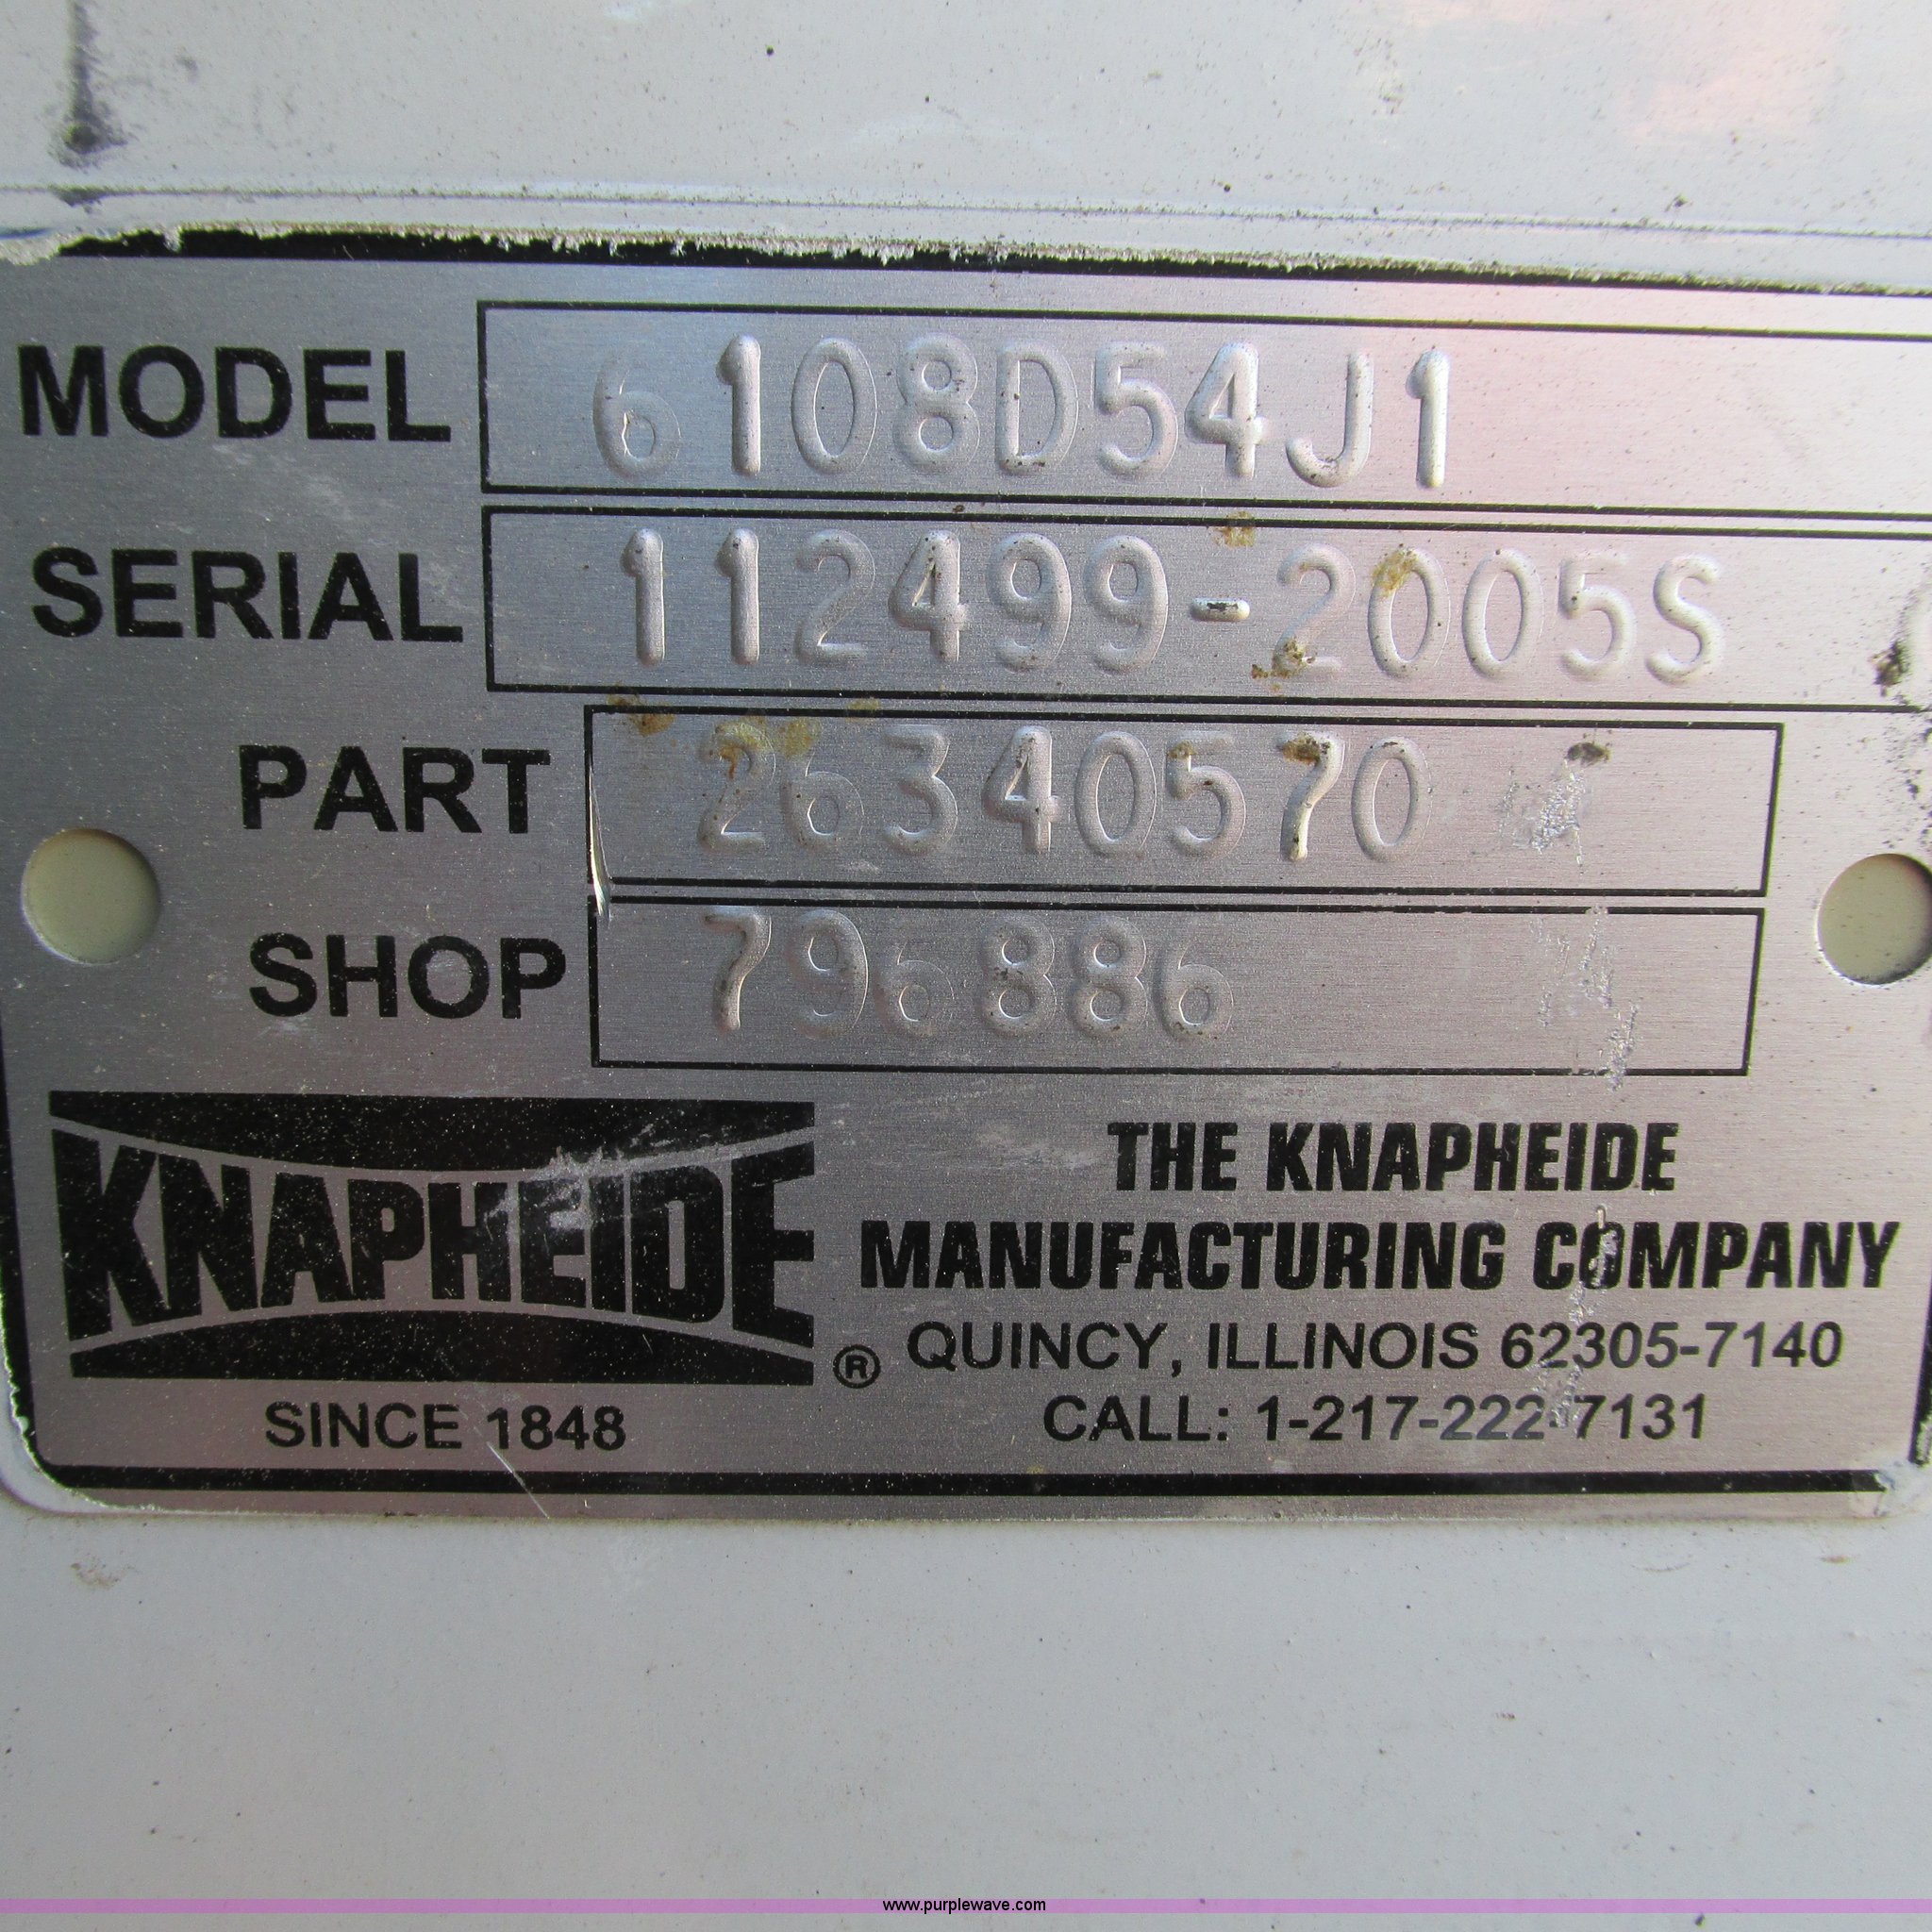 MODEL 6108D54J1
SERIAL 112499-2005S
PART 26340570
SHOP 796886
KNAPHEIDE ®
SINCE 1848
THE KNAPHEIDE
MANUFACTURING COMPANY
QUINCY, ILLINOIS 62305-7140
CALL: 1-217-222-7131
www.purplewave.com